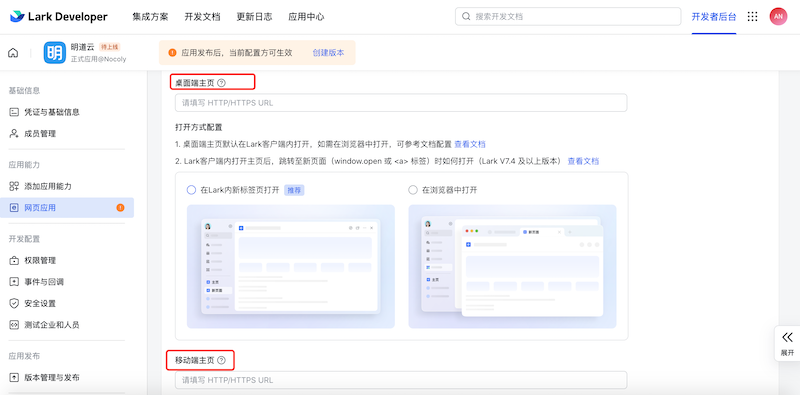 Lark Developer 集成方案 开发文档 更新日志 应用中心 搜索开发文档 开发者后台 AN
明 明道云 待上线
正式应用@Nocoly
应用发布后，当前配置方可生效 创建版本
基础信息
凭证与基础信息
成员管理
应用能力
添加应用能力
网页应用
开发配置
权限管理
事件与回调
安全设置
测试企业和人员
应用发布
版本管理与发布
桌面端主页
请填写 HTTP/HTTPS URL
打开方式配置
1. 桌面端主页默认在Lark客户端内打开，如需在浏览器中打开，可参考文档配置 查看文档
2. Lark客户端内打开主页后，跳转至新页面（window.open 或 <a> 标签）时如何打开（Lark V7.4 及以上版本） 查看文档
在Lark内新标签页打开 推荐
在浏览器中打开
主页
新页面
新页面
主页
移动端主页
请填写 HTTP/HTTPS URL
展开